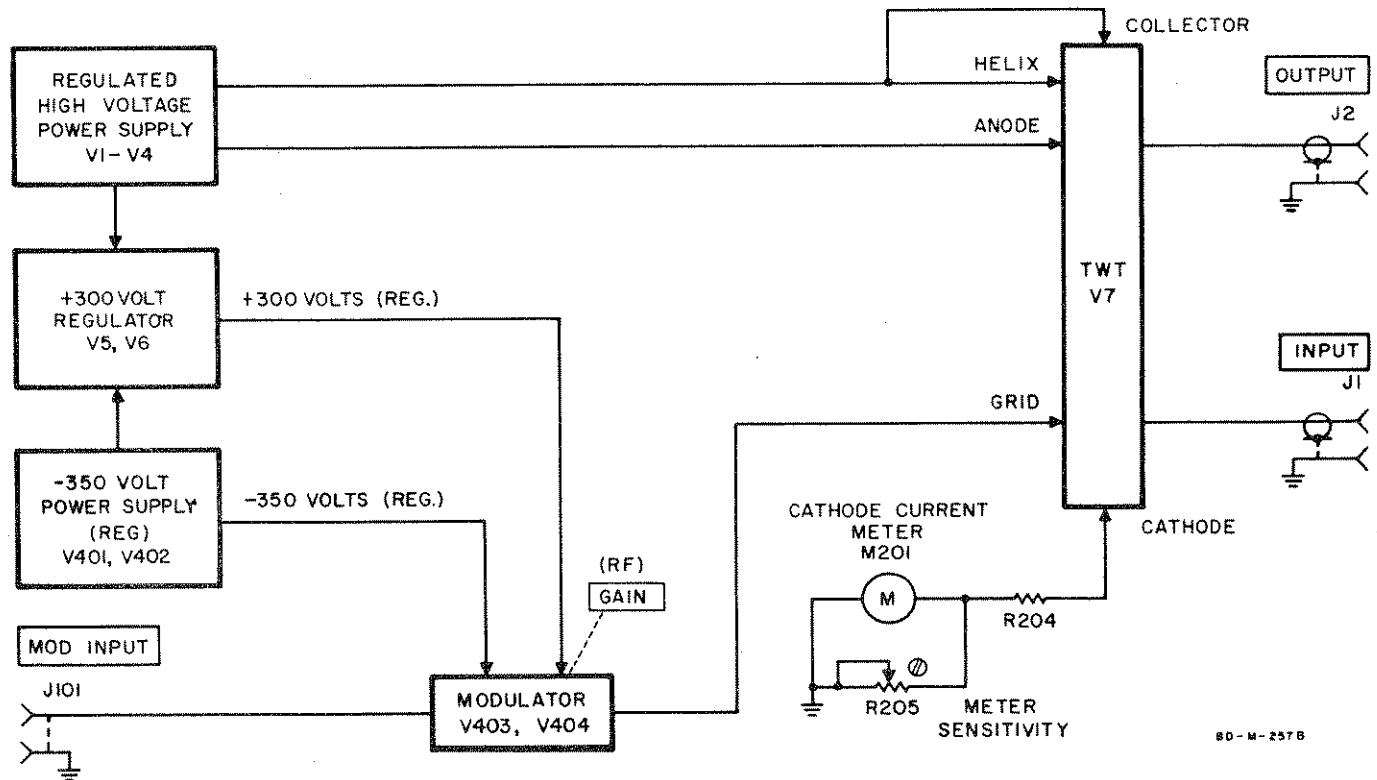 REGULATED
HIGH VOLTAGE
POWER SUPPLY
V1-V4
COLLECTOR
HELIX
ANODE
OUTPUT
J2
+300 VOLT
REGULATOR
V5, V6
+300 VOLTS (REG.)
TWT
V7
INPUT
J1
GRID
-350 VOLT
POWER SUPPLY
(REG)
V401, V402
-350 VOLTS (REG.)
CATHODE CURRENT
METER
M201
CATHODE
(RF)
GAIN
M
R204
MOD INPUT
J101
MODULATOR
V403, V404
R205
METER
SENSITIVITY
BD-M-257B